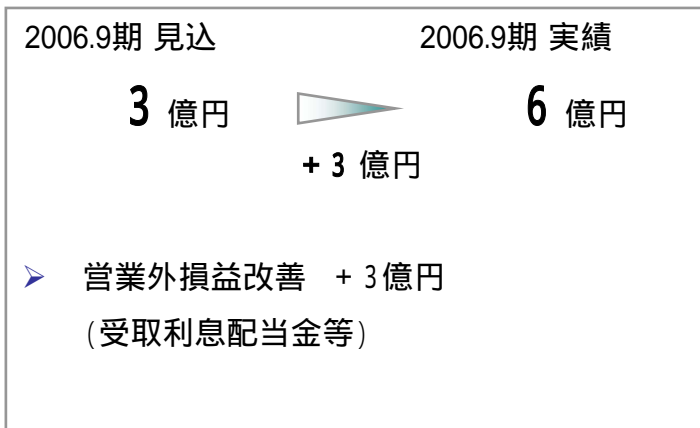 2006.9期 見込 2006.9期 実績
3 億円 6 億円
+ 3 億円
➢ 営業外損益改善 + 3億円
(受取利息配当金等)